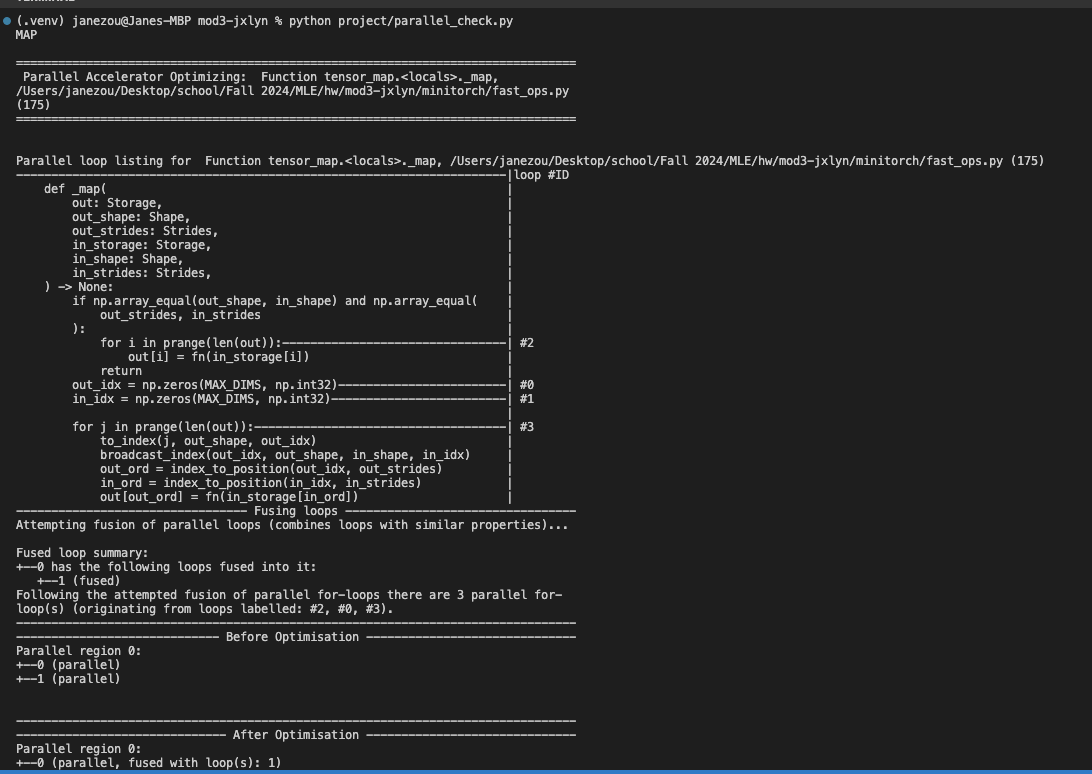 (.venv) janezou@Janes-MBP mod3-jxlyn % python project/parallel_check.py
MAP
================================================================================
 Parallel Accelerator Optimizing:  Function tensor_map.<locals>._map,
/Users/janezou/Desktop/school/Fall 2024/MLE/hw/mod3-jxlyn/minitorch/fast_ops.py
(175)
================================================================================
Parallel loop listing for  Function tensor_map.<locals>._map, /Users/janezou/Desktop/school/Fall 2024/MLE/hw/mod3-jxlyn/minitorch/fast_ops.py (175)
----------------------------------------------------------------------|loop #ID
    def _map(                                                         |
        out: Storage,                                                 |
        out_shape: Shape,                                             |
        out_strides: Strides,                                         |
        in_storage: Storage,                                          |
        in_shape: Shape,                                              |
        in_strides: Strides,                                          |
    ) -> None:                                                        |
        if np.array_equal(out_shape, in_shape) and np.array_equal(    |
            out_strides, in_strides                                   |
        ):                                                            |
            for i in prange(len(out)):--------------------------------| #2
                out[i] = fn(in_storage[i])                            |
            return                                                    |
        out_idx = np.zeros(MAX_DIMS, np.int32)------------------------| #0
        in_idx = np.zeros(MAX_DIMS, np.int32)-------------------------| #1
                                                                      |
        for j in prange(len(out)):------------------------------------| #3
            to_index(j, out_shape, out_idx)                           |
            broadcast_index(out_idx, out_shape, in_shape, in_idx)     |
            out_ord = index_to_position(out_idx, out_strides)         |
            in_ord = index_to_position(in_idx, in_strides)            |
            out[out_ord] = fn(in_storage[in_ord])                     |
--------------------------------- Fusing loops ---------------------------------
Attempting fusion of parallel loops (combines loops with similar properties)...
Fused loop summary:
+--0 has the following loops fused into it:
   +--1 (fused)
Following the attempted fusion of parallel for-loops there are 3 parallel for-
loop(s) (originating from loops labelled: #2, #0, #3).
--------------------------------------------------------------------------------
----------------------------- Before Optimisation ------------------------------
Parallel region 0:
+--0 (parallel)
+--1 (parallel)
--------------------------------------------------------------------------------
------------------------------ After Optimisation ------------------------------
Parallel region 0:
+--0 (parallel, fused with loop(s): 1)